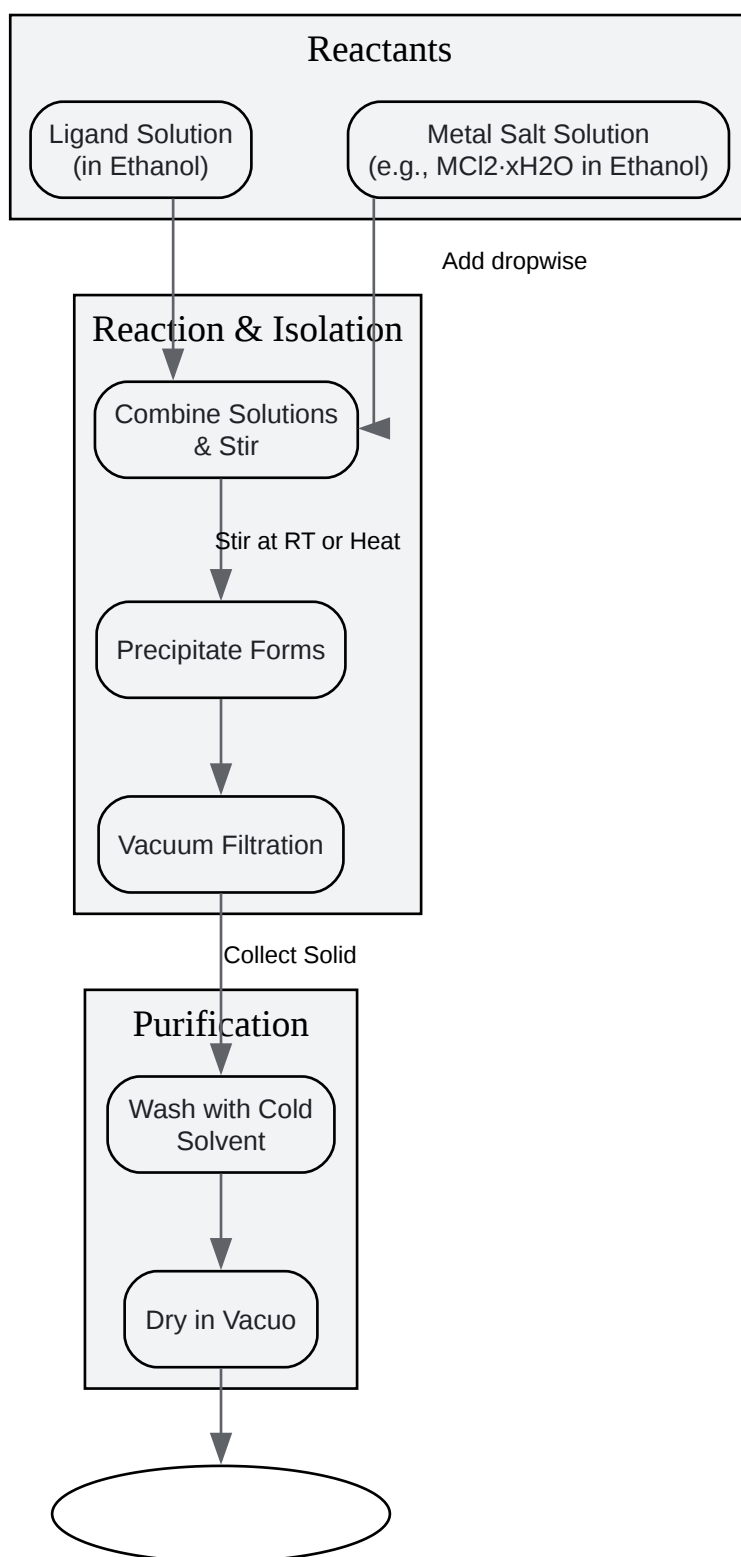 Reactants
Ligand Solution
(in Ethanol)
Metal Salt Solution
(e.g., MCl2·xH2O in Ethanol)
Add dropwise
Reaction & Isolation
Combine Solutions
& Stir
Stir at RT or Heat
Precipitate Forms
Vacuum Filtration
Collect Solid
Purification
Wash with Cold
Solvent
Dry in Vacuo